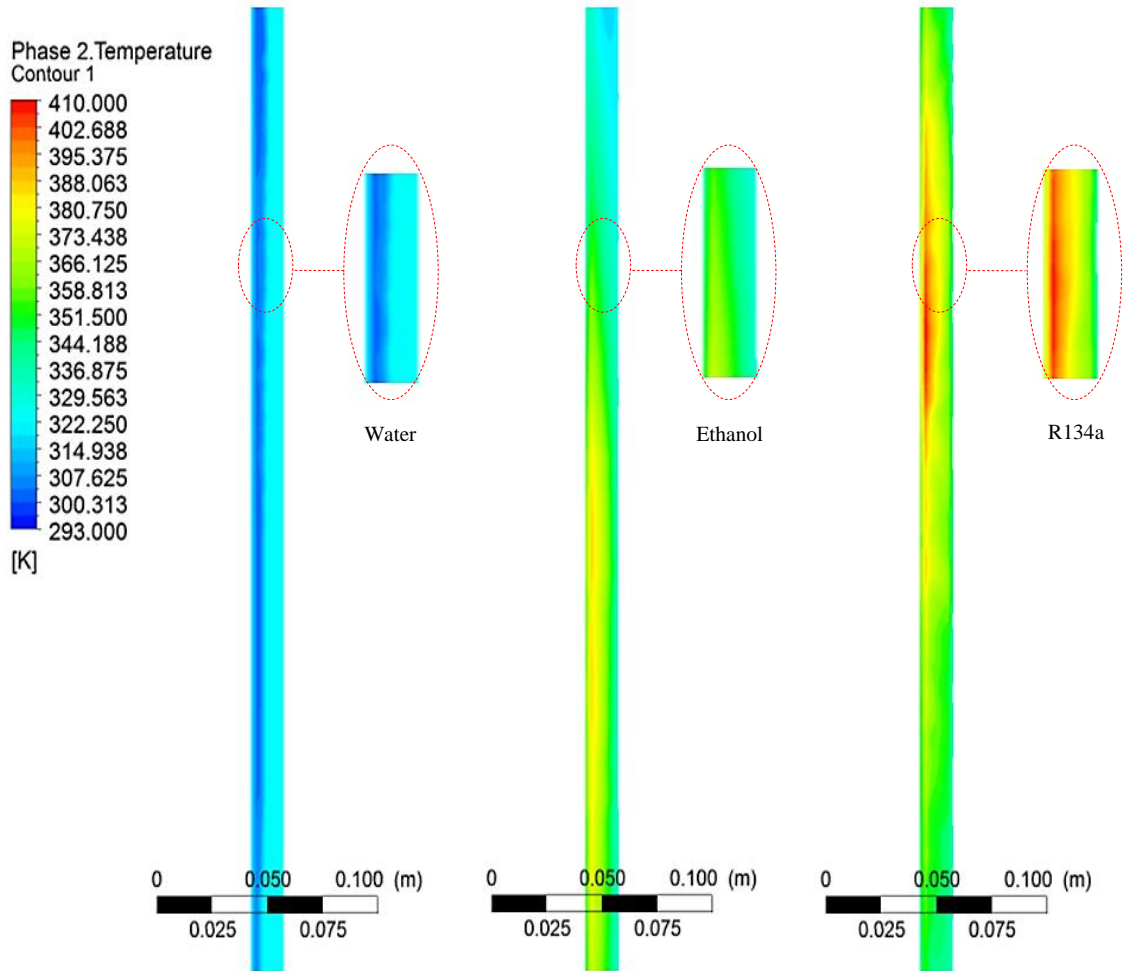 Phase 2.Temperature
Contour 1
410.000
402.688
395.375
388.063
380.750
373.438
366.125
358.813
351.500
344.188
336.875
329.563
322.250
314.938
307.625
300.313
293.000
[K]
Water
Ethanol
R134a
0 0.050 0.100 (m)
0.025 0.075
0 0.050 0.100 (m)
0.025 0.075
0 0.050 0.100 (m)
0.025 0.075